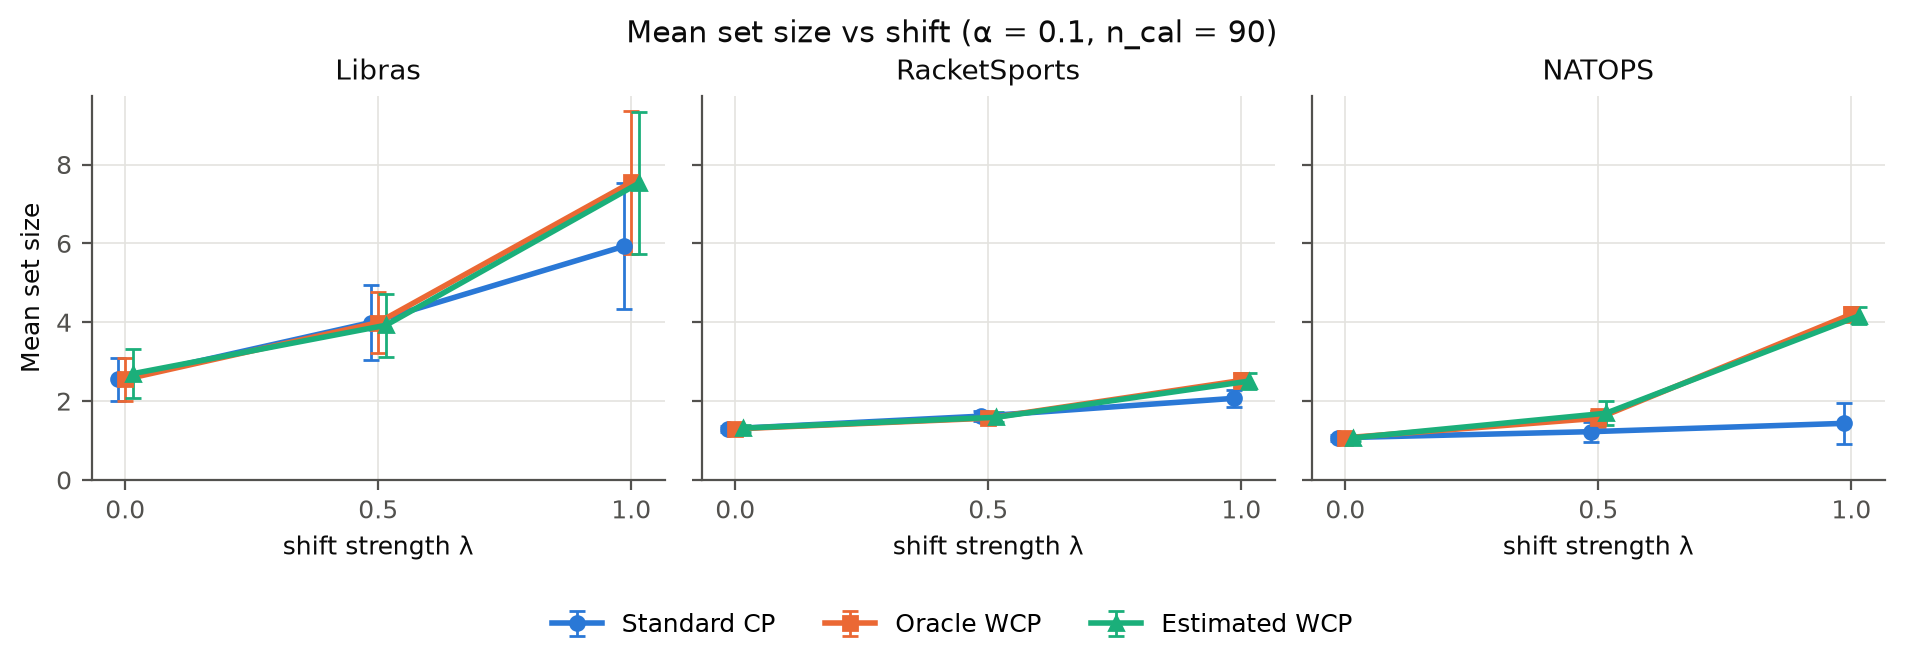 Mean set size vs shift (α = 0.1, n_cal = 90)
Libras
RacketSports
NATOPS
Mean set size
8
6
4
2
0
0.0 0.5 1.0
0.0 0.5 1.0
0.0 0.5 1.0
shift strength λ
shift strength λ
shift strength λ
Standard CP
Oracle WCP
Estimated WCP